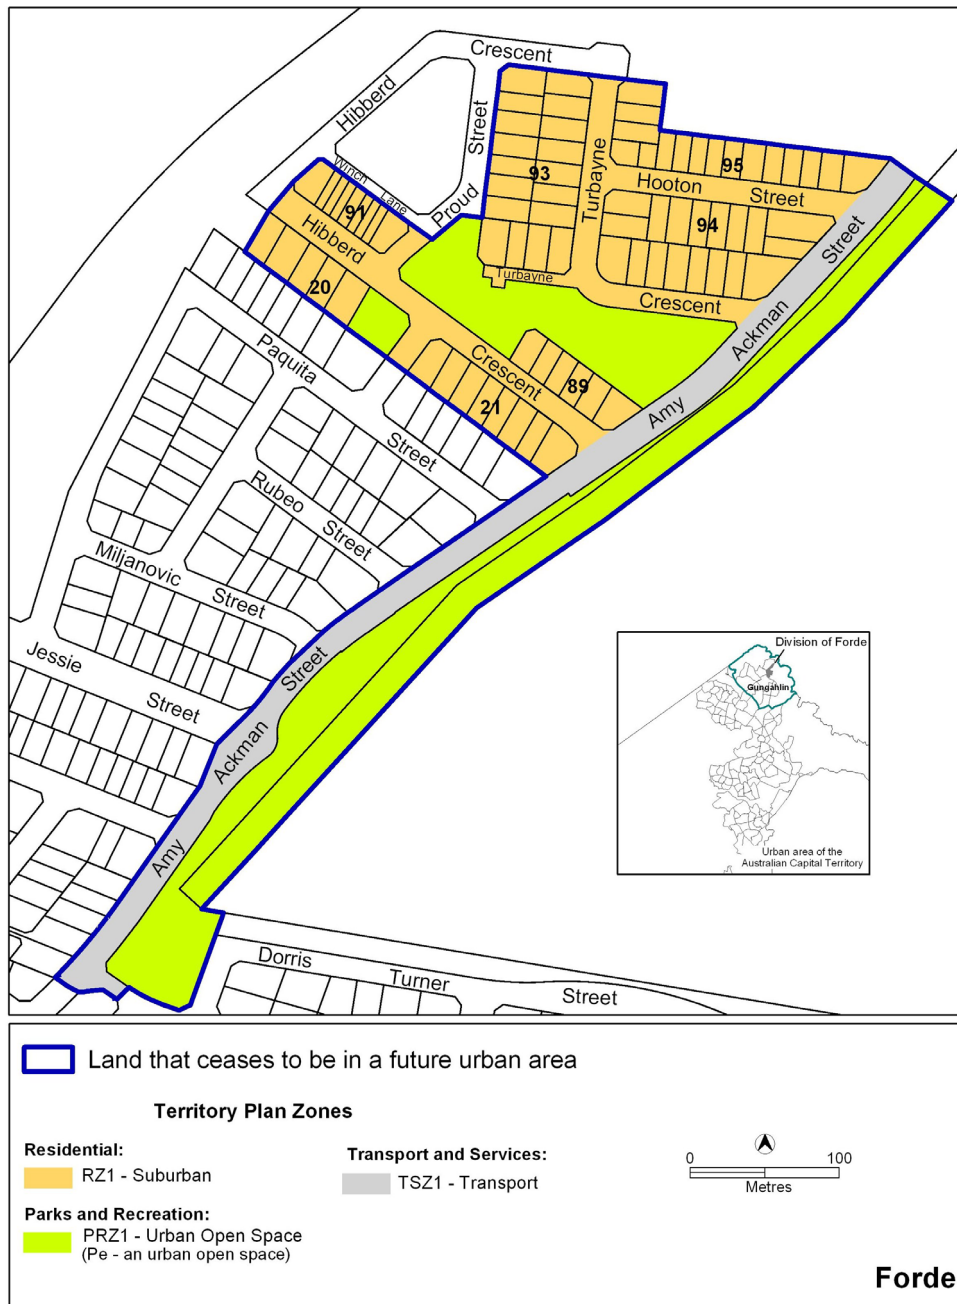 Crescent
Hibberd
Street
Proud
Winch
Lane
91
93
Turbayne
95
Hooton
Street
94
Hibberd
20
Turbayne
Crescent
Street
Ackman
Amy
Crescent
89
21
Paquita
Street
Rubeo
Street
Miljanovic
Street
Jessie
Street
Street
Ackman
Amy
Dorris
Turner
Street
Division of Forde
Gungahlin
Urban area of the
Australian Capital Territory
Land that ceases to be in a future urban area
Territory Plan Zones
Residential:
RZ1 - Suburban
Transport and Services:
TSZ1 - Transport
Parks and Recreation:
PRZ1 - Urban Open Space
(Pe - an urban open space)
0 100
Metres
Forde